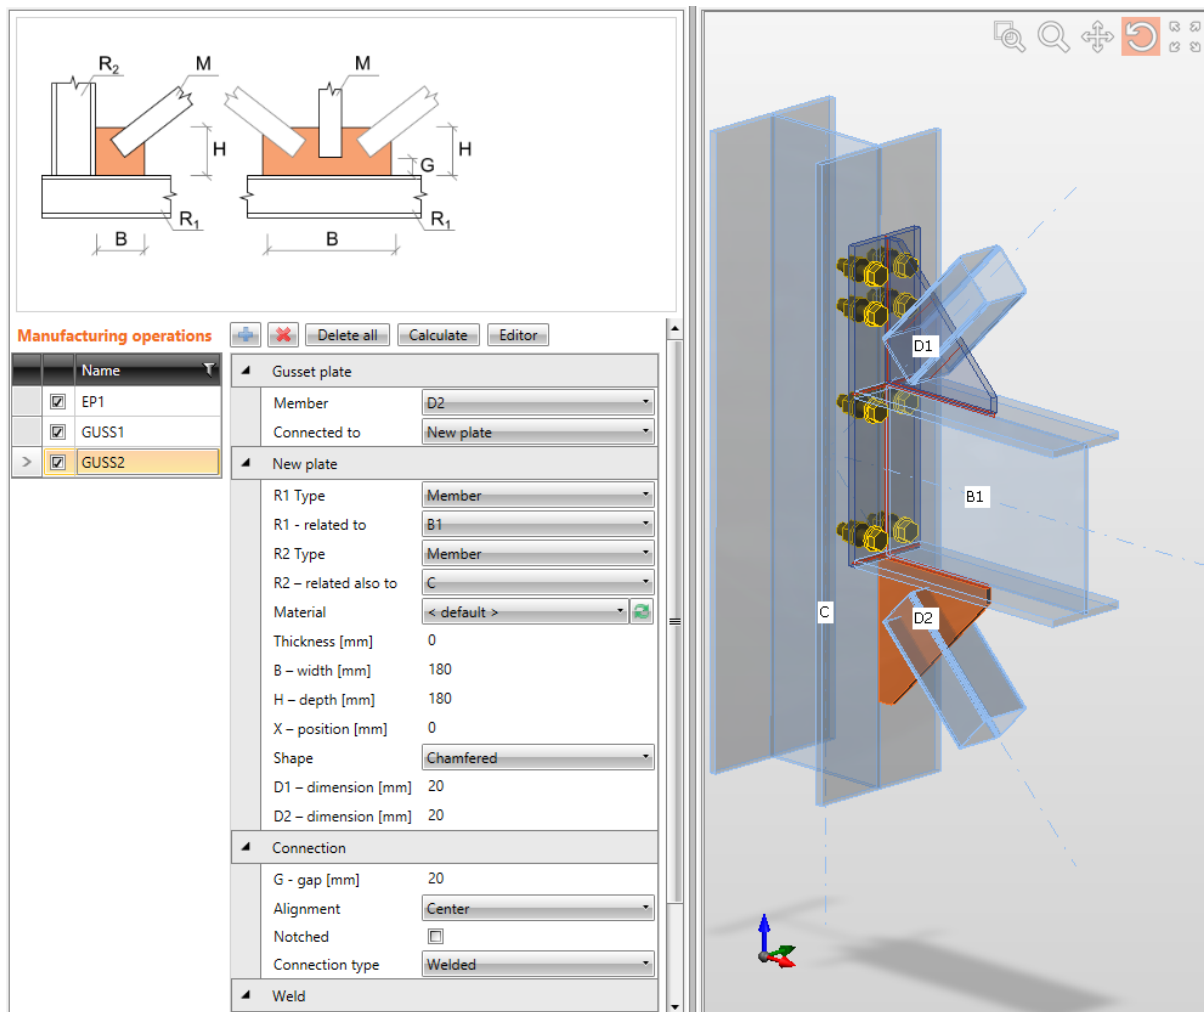 R2 M M
H G H
R1 R1
B B
Manufacturing operations Delete all Calculate Editor
Name
EP1
GUSS1
GUSS2
Gusset plate
Member D2
Connected to New plate
New plate
R1 Type Member
R1 - related to B1
R2 Type Member
R2 – related also to C
Material < default >
Thickness [mm] 0
B – width [mm] 180
H – depth [mm] 180
X – position [mm] 0
Shape Chamfered
D1 – dimension [mm] 20
D2 – dimension [mm] 20
Connection
G - gap [mm] 20
Alignment Center
Notched
Connection type Welded
Weld
D1
B1
C
D2